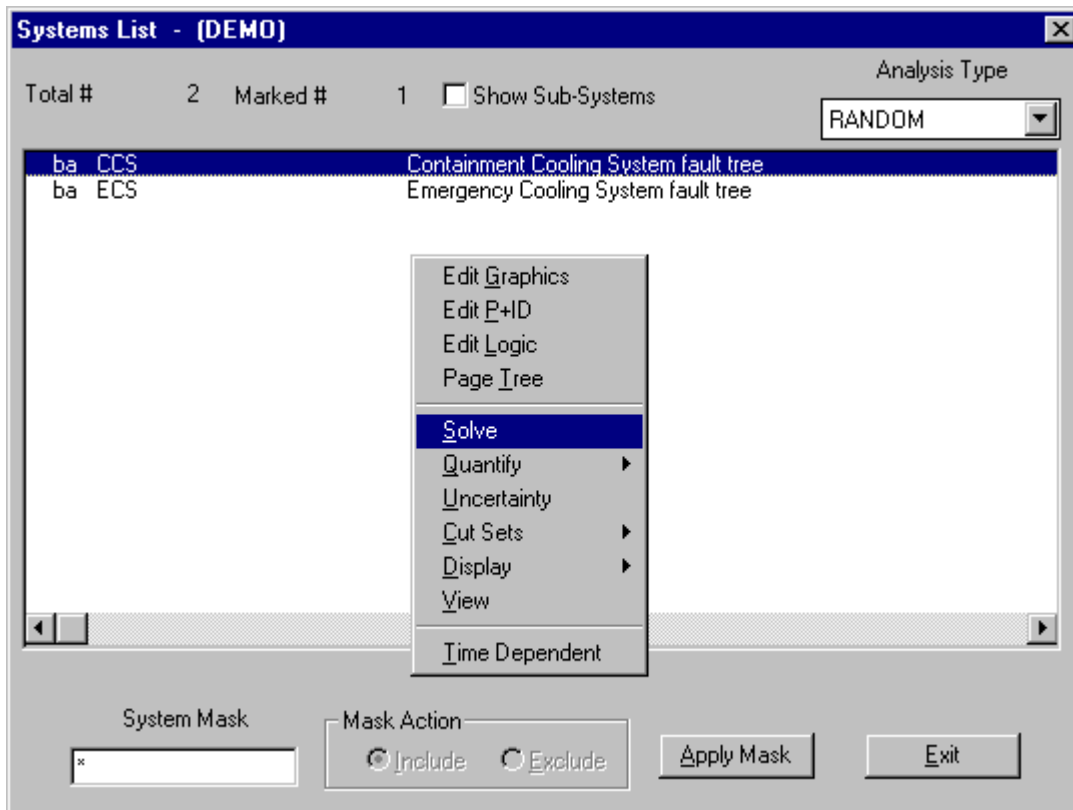 Systems List - (DEMO)
Analysis Type
Total # 2 Marked # 1 Show Sub-Systems
RANDOM
ba CCS Containment Cooling System fault tree
ba ECS Emergency Cooling System fault tree
Edit Graphics
Edit P+ID
Edit Logic
Page Tree
Solve
Quantify
Uncertainty
Cut Sets
Display
View
Time Dependent
System Mask
Mask Action
*
Include Exclude
Apply Mask
Exit